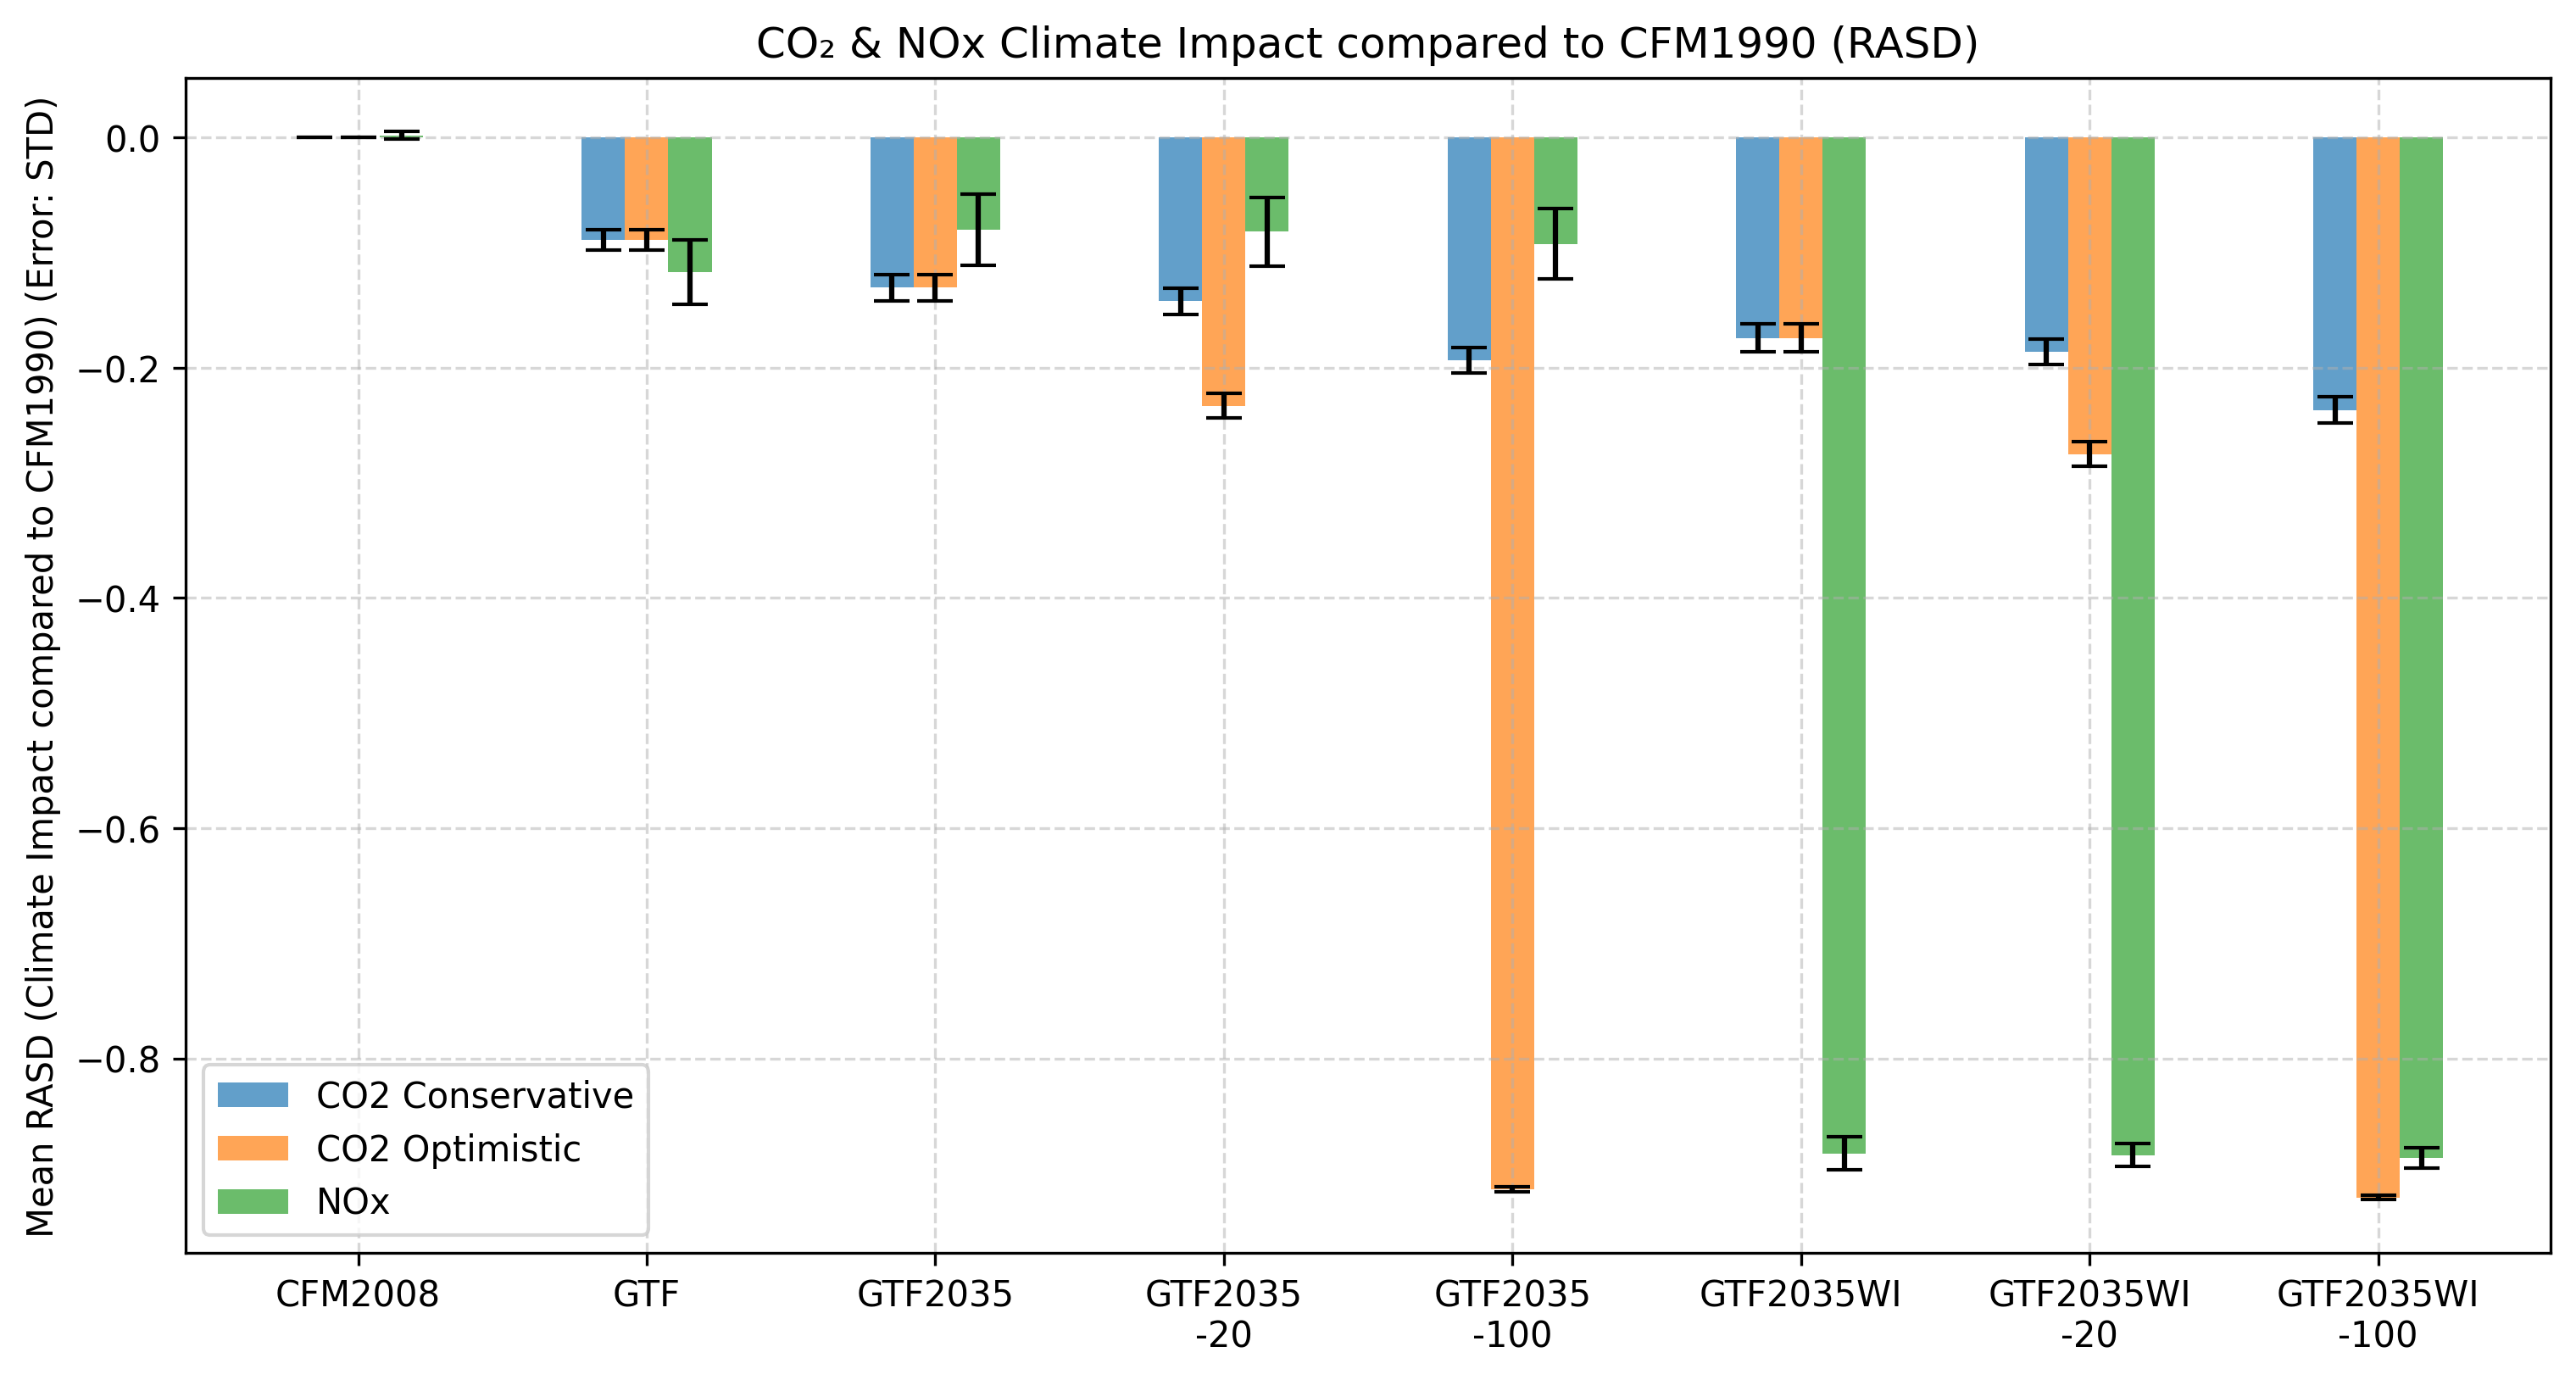 CO₂ & NOx Climate Impact compared to CFM1990 (RASD)
Mean RASD (Climate Impact compared to CFM1990) (Error: STD)
0.0
−0.2
−0.4
−0.6
−0.8
CO2 Conservative
CO2 Optimistic
NOx
CFM2008 GTF GTF2035 GTF2035 GTF2035 GTF2035WI GTF2035WI GTF2035WI
-20 -100 -20 -100